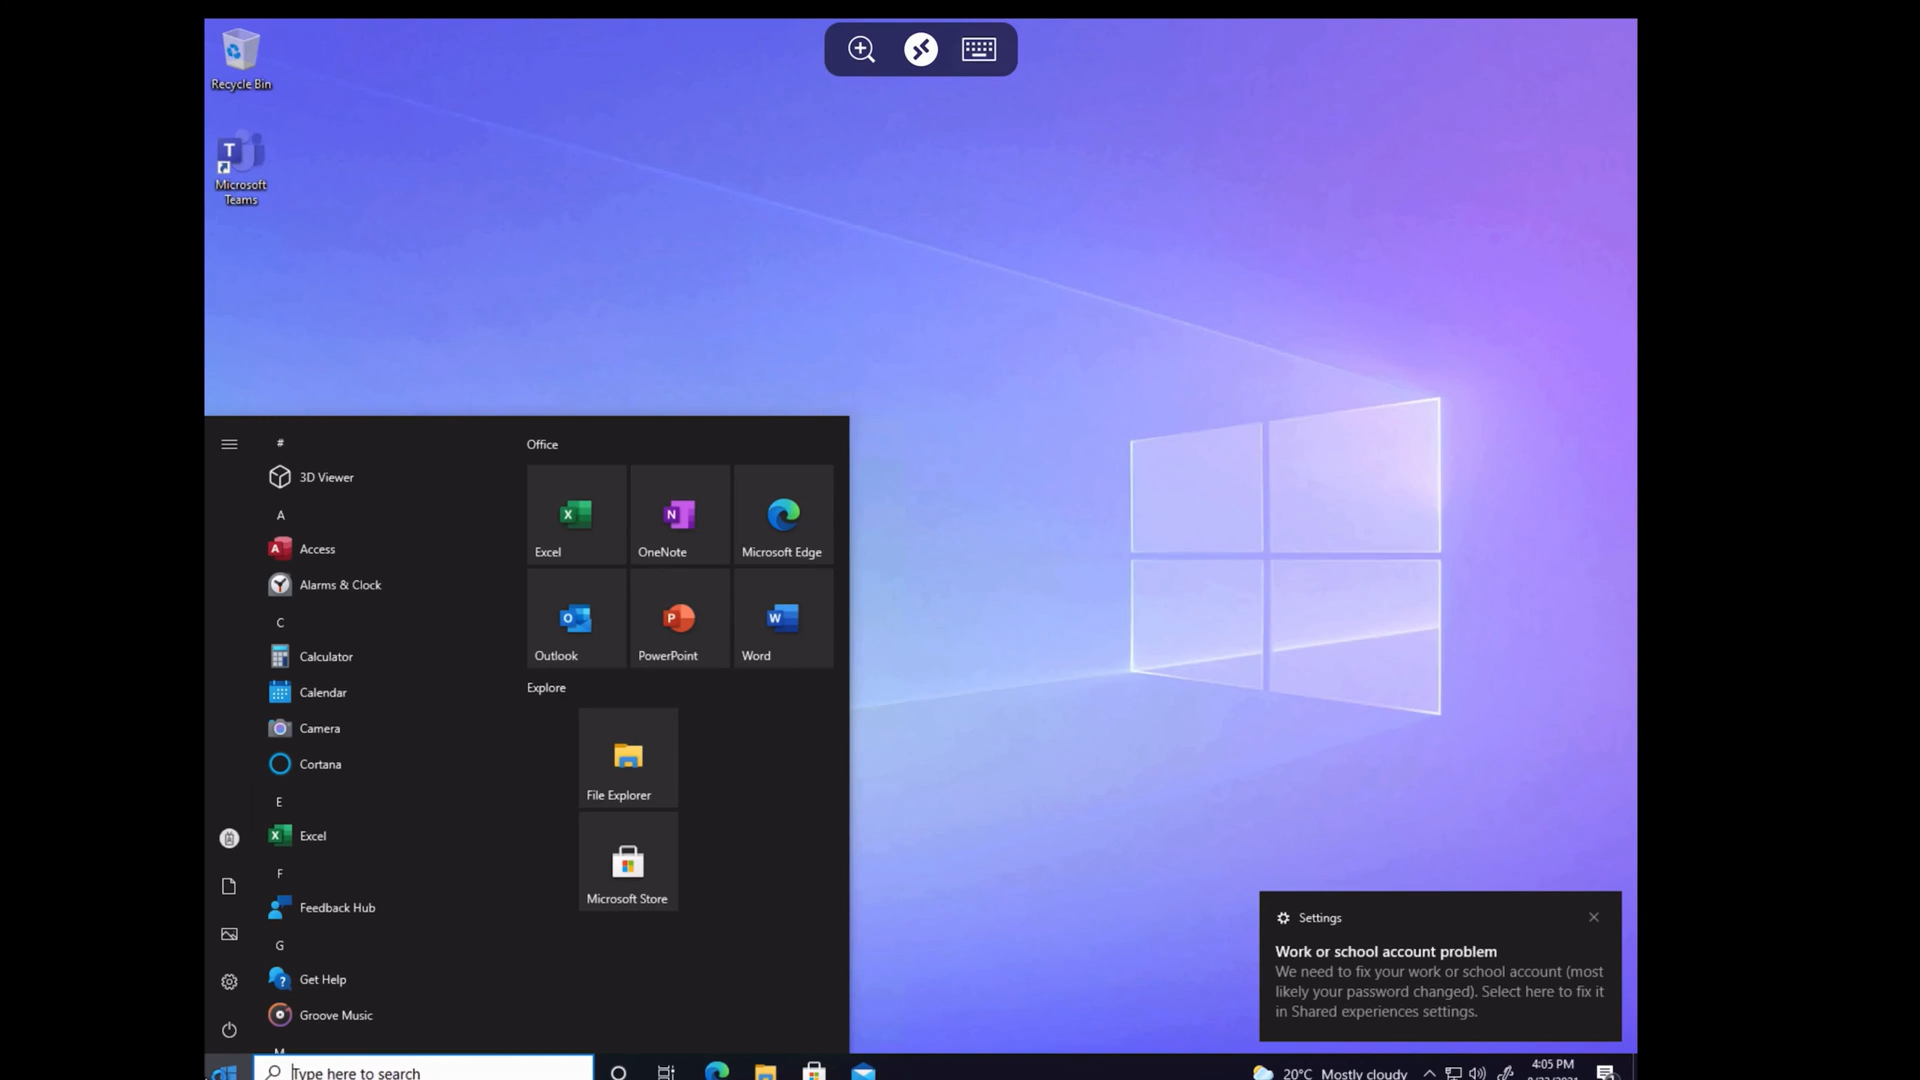 Recycle Bin
Microsoft
Teams
#
3D Viewer
A
Access
Alarms & Clock
C
Calculator
Calendar
Camera
Cortana
E
Excel
F
Feedback Hub
G
Get Help
Groove Music
Office
Excel
OneNote
Microsoft Edge
Outlook
PowerPoint
Word
Explore
File Explorer
Microsoft Store
Settings
Work or school account problem
We need to fix your work or school account (most
likely your password changed). Select here to fix it
in Shared experiences settings.
Type here to search
20°C Mostly cloudy
4:05 PM